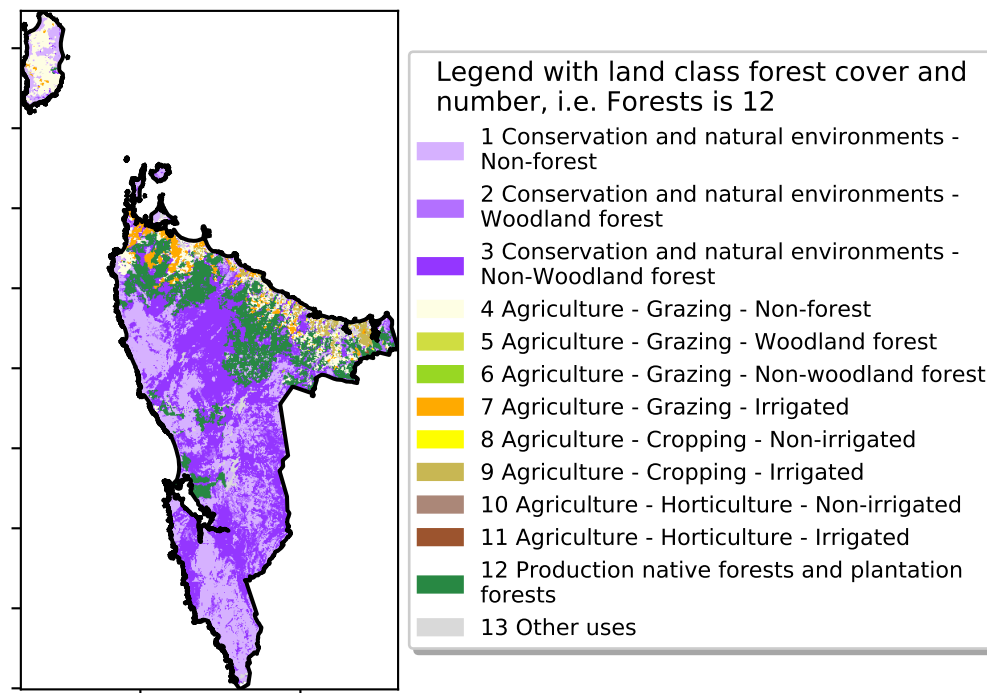 Legend with land class forest cover and
number, i.e. Forests is 12
1 Conservation and natural environments -
Non-forest
2 Conservation and natural environments -
Woodland forest
3 Conservation and natural environments -
Non-Woodland forest
4 Agriculture - Grazing - Non-forest
5 Agriculture - Grazing - Woodland forest
6 Agriculture - Grazing - Non-woodland forest
7 Agriculture - Grazing - Irrigated
8 Agriculture - Cropping - Non-irrigated
9 Agriculture - Cropping - Irrigated
10 Agriculture - Horticulture - Non-irrigated
11 Agriculture - Horticulture - Irrigated
12 Production native forests and plantation
forests
13 Other uses